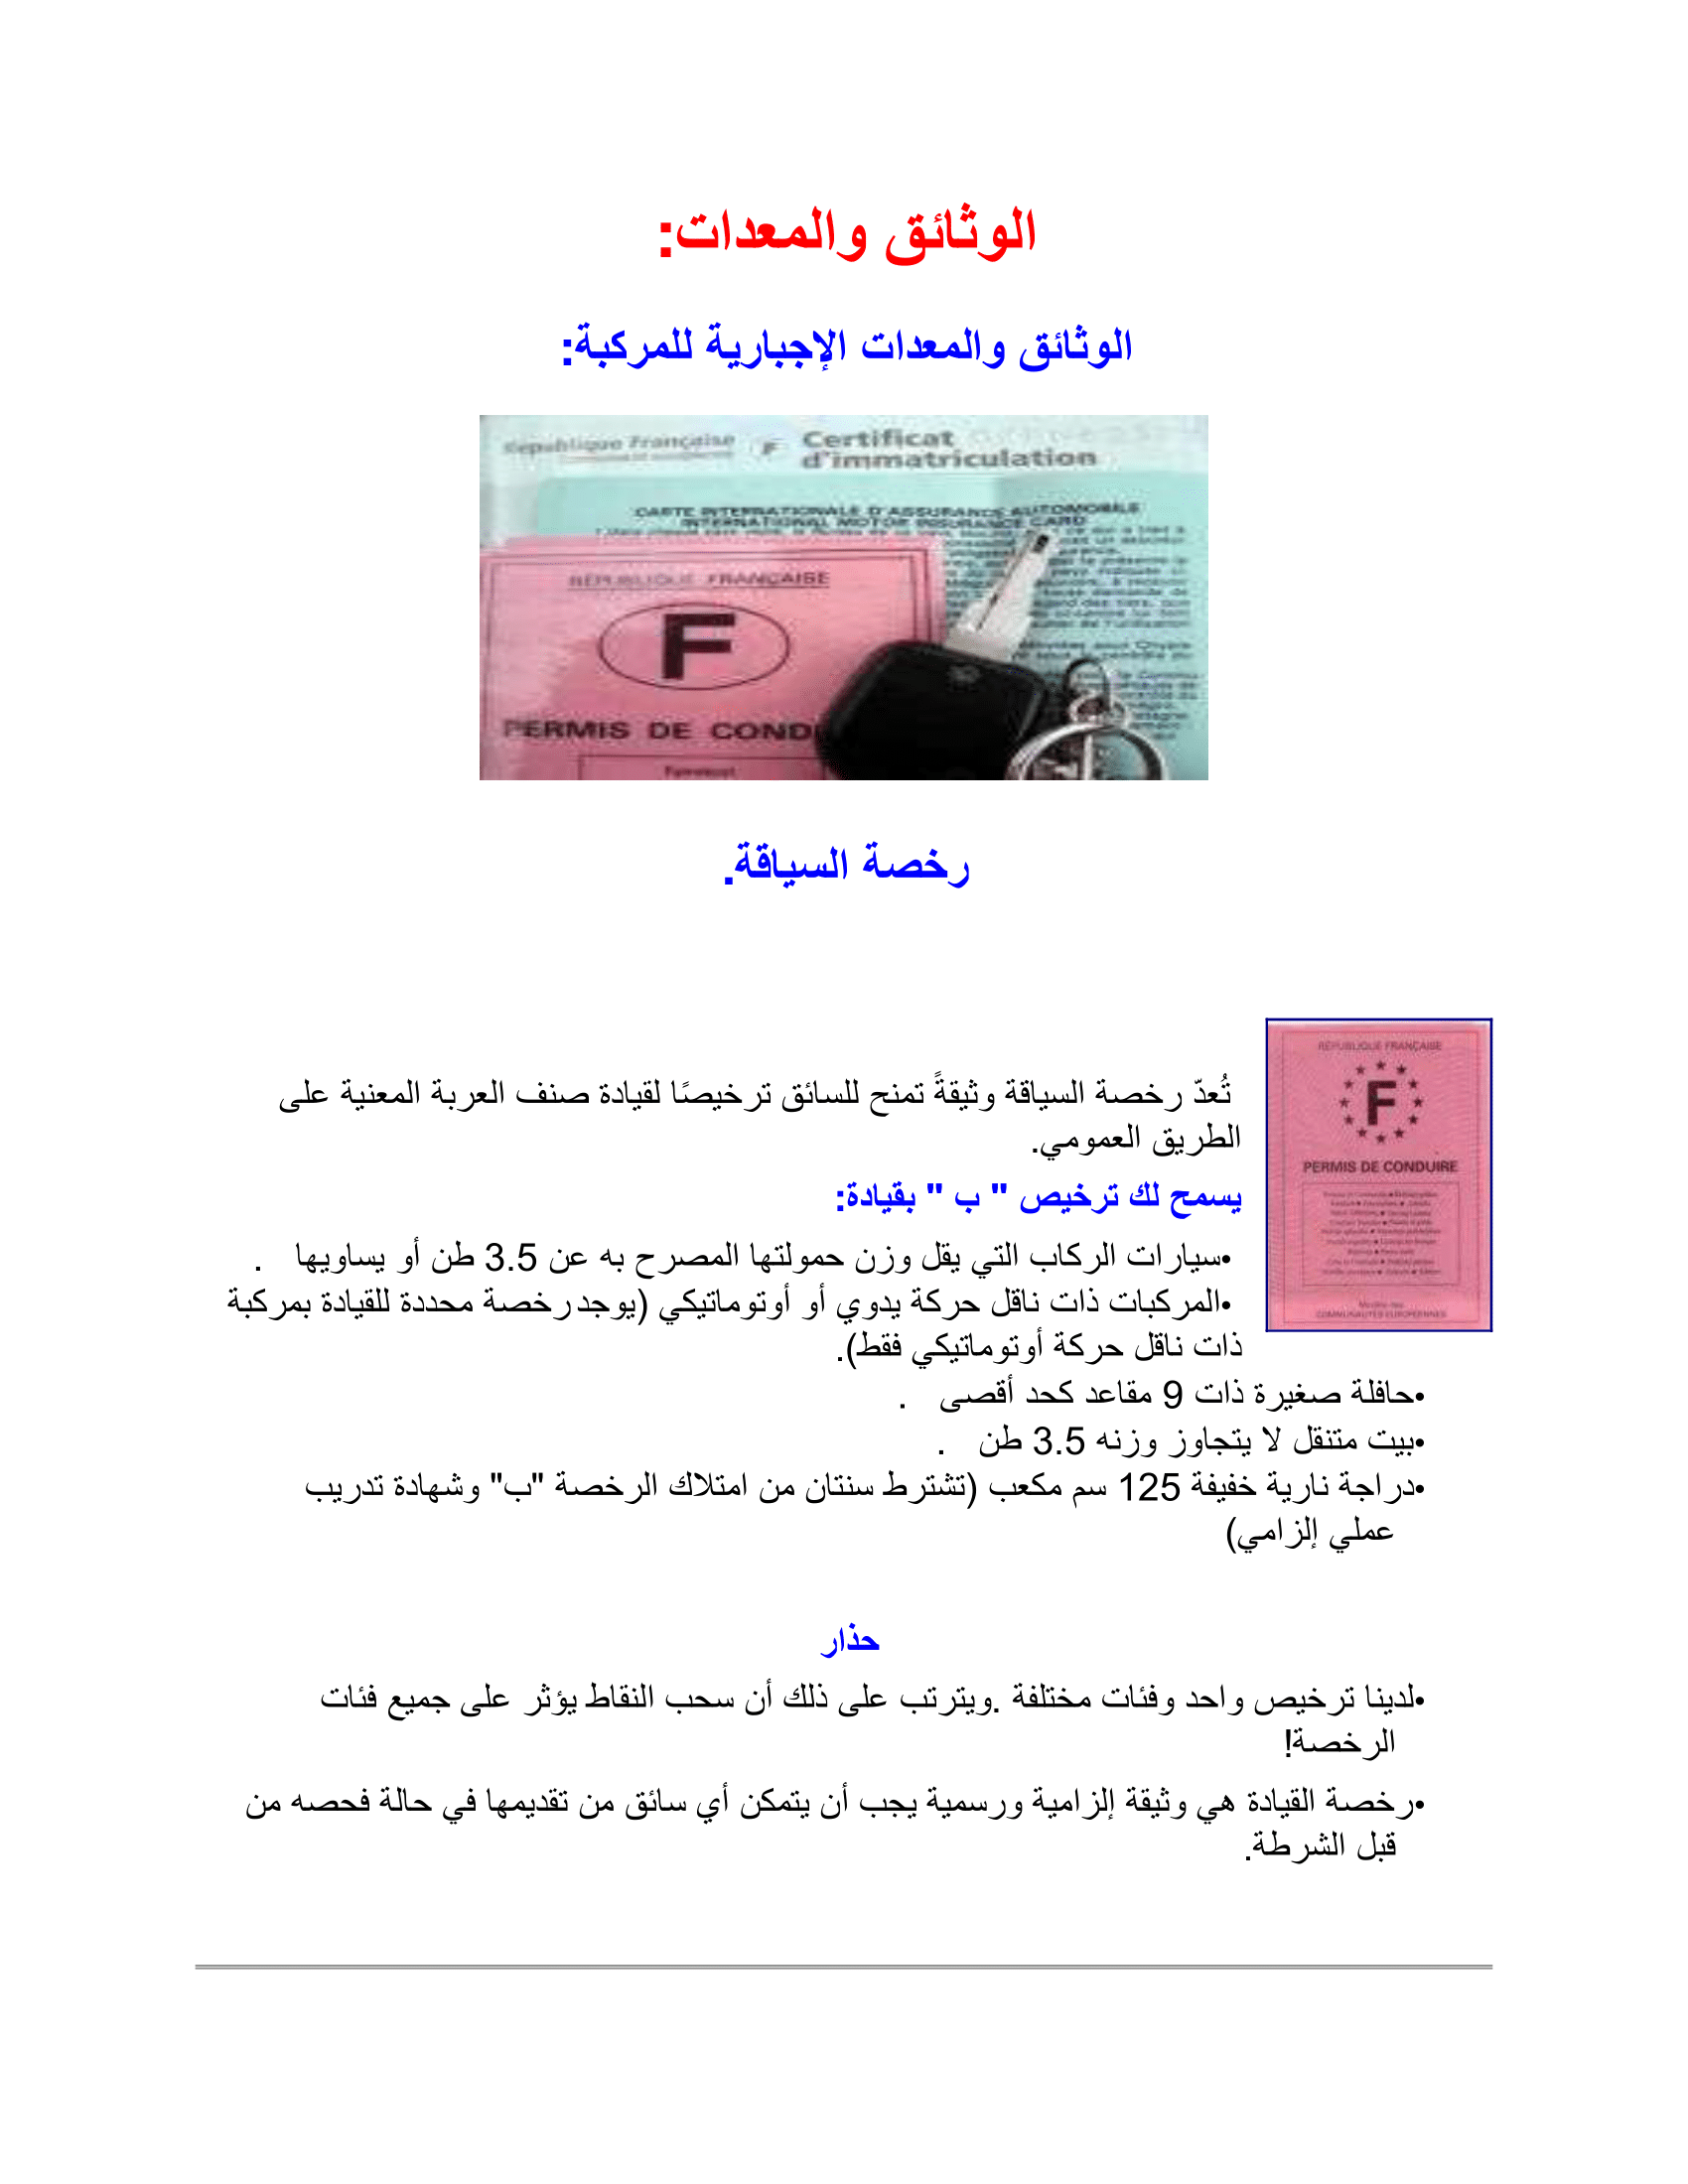 الوثائق والمعدات:
الوثائق والمعدات الإجبارية للمركبة:
République Française F Certificat
d'immatriculation
CARTE INTERNATIONALE D'ASSURANCE AUTOMOBILE
INTERNATIONAL MOTOR INSURANCE CARD
RÉPUBLIQUE FRANÇAISE
F
PERMIS DE COND
رخصة السياقة.
RÉPUBLIQUE FRANÇAISE
F
PERMIS DE CONDUIRE
COMMUNAUTÉS EUROPÉENNES
تُعدّ رخصة السياقة وثيقةً تمنح للسائق ترخيصًا لقيادة صنف العربة المعنية على
الطريق العمومي.
يسمح لك ترخيص " ب " بقيادة:
•سيارات الركاب التي يقل وزن حمولتها المصرح به عن 3.5 طن أو يساويها .
•المركبات ذات ناقل حركة يدوي أو أوتوماتيكي (يوجد رخصة محددة للقيادة بمركبة
ذات ناقل حركة أوتوماتيكي فقط).
•حافلة صغيرة ذات 9 مقاعد كحد أقصى .
•بيت متنقل لا يتجاوز وزنه 3.5 طن .
•دراجة نارية خفيفة 125 سم مكعب (تشترط سنتان من امتلاك الرخصة "ب" وشهادة تدريب
عملي إلزامي)
حذار
•لدينا ترخيص واحد وفئات مختلفة .ويترتب على ذلك أن سحب النقاط يؤثر على جميع فئات
الرخصة!
•رخصة القيادة هي وثيقة إلزامية ورسمية يجب أن يتمكن أي سائق من تقديمها في حالة فحصه من
قبل الشرطة.